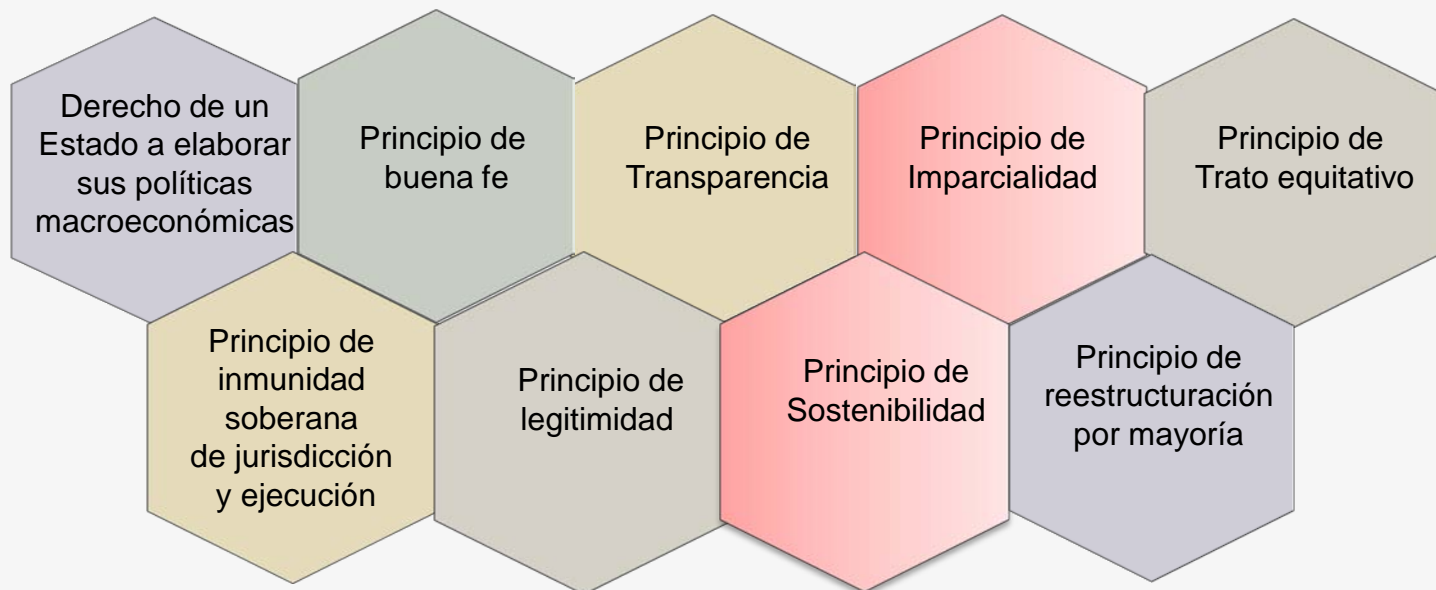 Derecho de un
Estado a elaborar
sus políticas
macroeconómicas
Principio de
buena fe
Principio de
Transparencia
Principio de
Imparcialidad
Principio de
Trato equitativo
Principio de
inmunidad
soberana
de jurisdicción
y ejecución
Principio de
legitimidad
Principio de
Sostenibilidad
Principio de
reestructuración
por mayoría